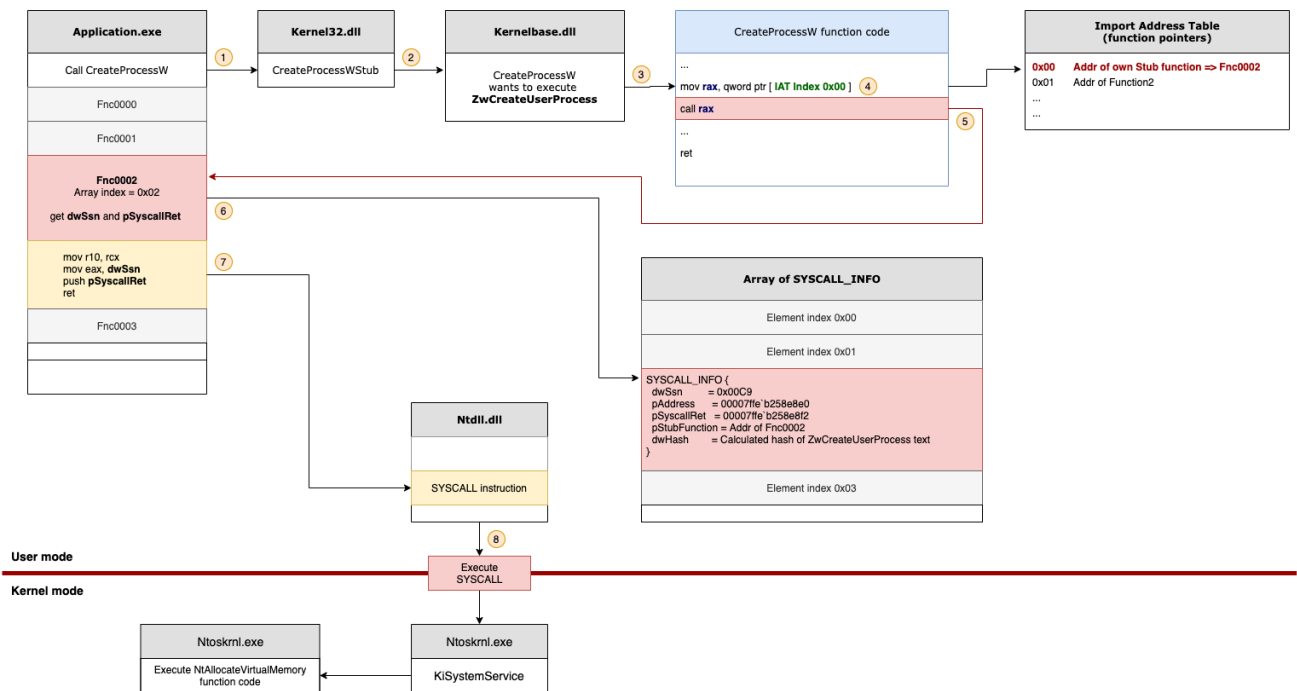 Application.exe
Call CreateProcessW
Fnc0000
Fnc0001
Fnc0002
Array index = 0x02
get dwSsn and pSyscallRet
mov r10, rcx
mov eax, dwSsn
push pSyscallRet
ret
Fnc0003
1
Kernel32.dll
CreateProcessWStub
2
Kernelbase.dll
CreateProcessW
wants to execute
ZwCreateUserProcess
3
CreateProcessW function code
...
mov rax, qword ptr [ IAT Index 0x00 ]
4
call rax
5
...
ret
Import Address Table
(function pointers)
0x00 Addr of own Stub function => Fnc0002
0x01 Addr of Function2
...
...
6
7
Array of SYSCALL_INFO
Element index 0x00
Element index 0x01
SYSCALL_INFO {
dwSsn = 0x00C9
pAddress = 00007ffe`b258e8e0
pSyscallRet = 00007ffe`b258e8f2
pStubFunction = Addr of Fnc0002
dwHash = Calculated hash of ZwCreateUserProcess text
}
Element index 0x03
Ntdll.dll
SYSCALL instruction
8
User mode
Execute
SYSCALL
Kernel mode
Ntoskrnl.exe
Execute NtAllocateVirtualMemory
function code
Ntoskrnl.exe
KiSystemService